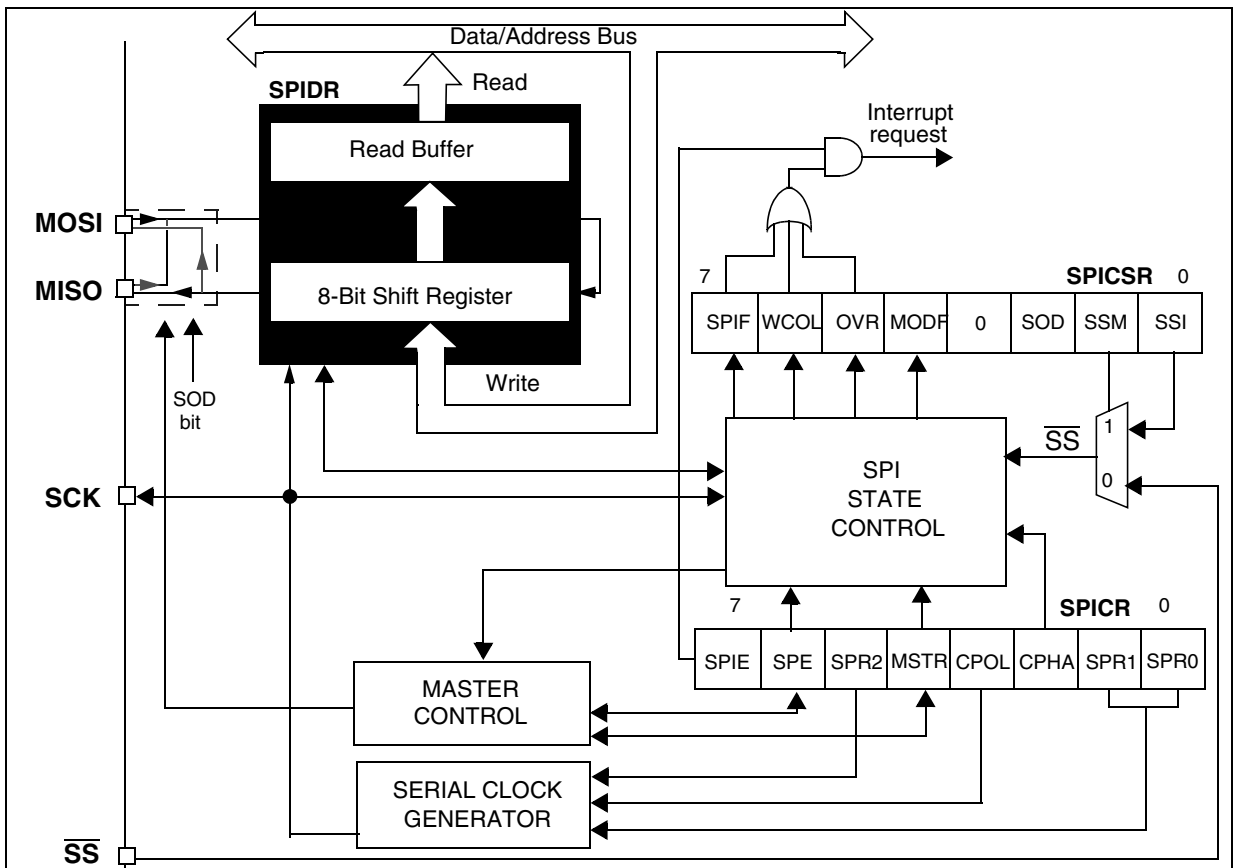 Data/Address Bus
SPIDR
Read
Interrupt
request
Read Buffer
MOSI
MISO
8-Bit Shift Register
7
SPICSR
0
SPIF
WCOL
OVR
MODF
0
SOD
SSM
SSI
Write
SOD
bit
1
SS
0
SCK
SPI
STATE
CONTROL
7
SPICR
0
SPIE
SPE
SPR2
MSTR
CPOL
CPHA
SPR1
SPR0
MASTER
CONTROL
SERIAL CLOCK
GENERATOR
SS